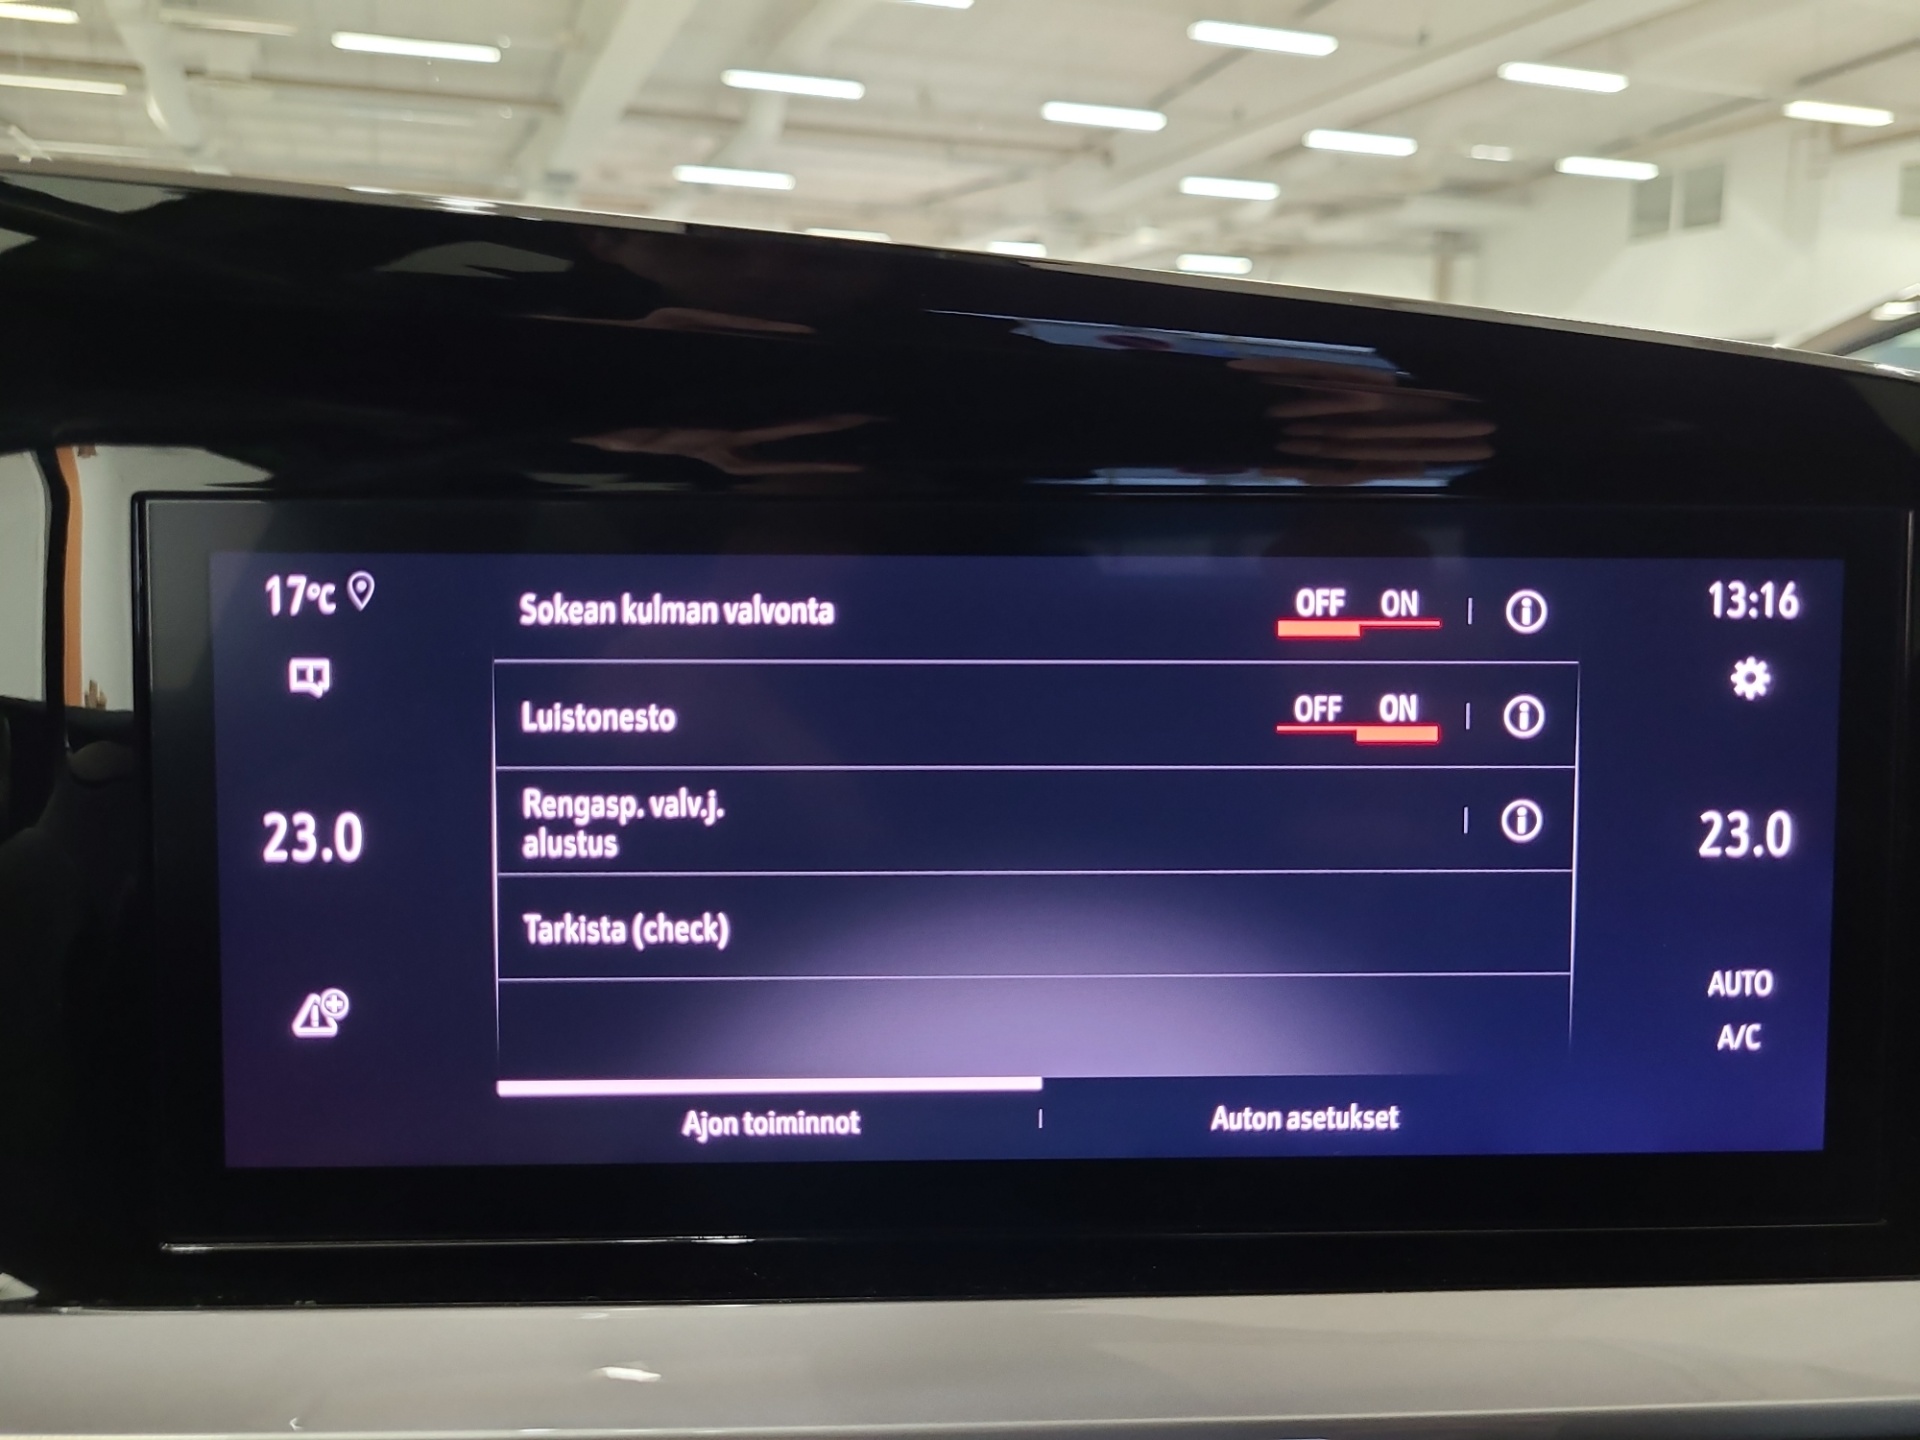 17°C
Sokean kulman valvonta
OFF ON
13:16
Luistonesto
OFF ON
Rengasp. valv.j.
alustus
23.0
23.0
Tarkista (check)
AUTO
A/C
Ajon toiminnot
Auton asetukset